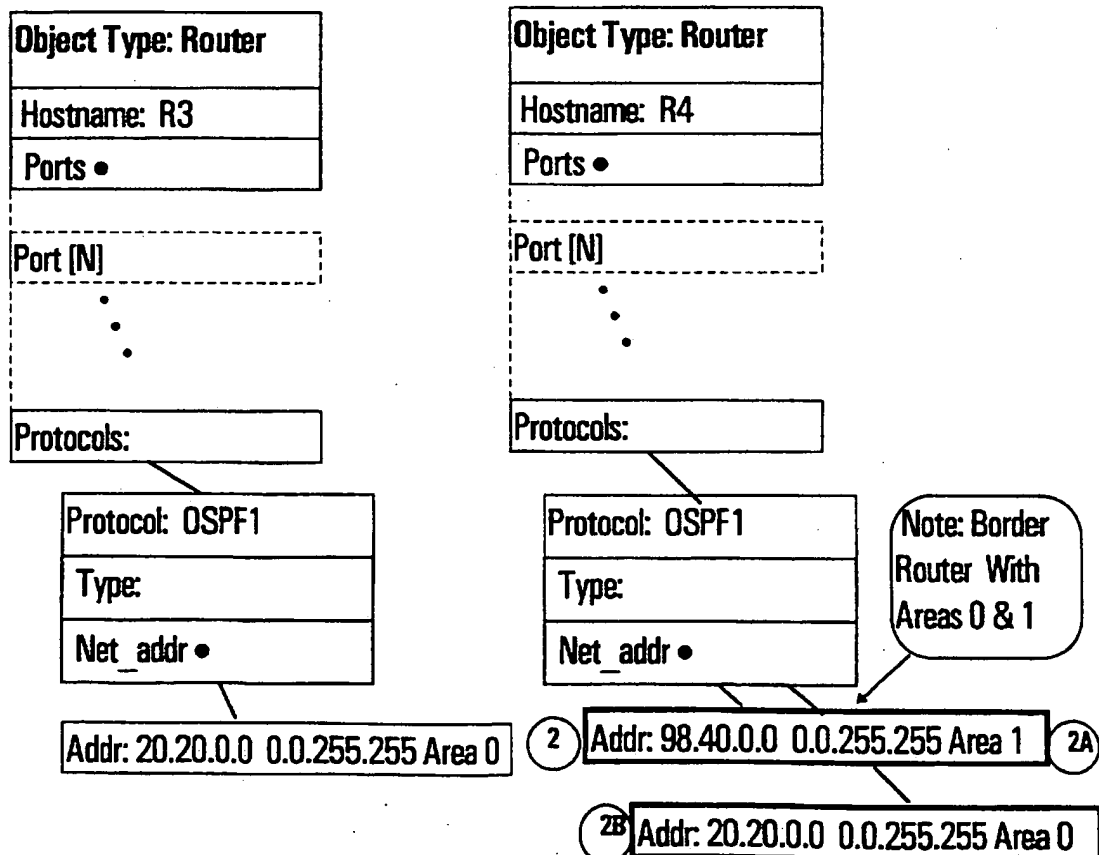 Object Type: Router
Hostname: R3
Ports
Port [N]
Protocols:
Protocol: OSPF1
Type:
Net_addr
Addr: 20.20.0.0 0.0.255.255 Area 0
Object Type: Router
Hostname: R4
Ports
Port [N]
Protocols:
Protocol: OSPF1
Type:
Net_addr
Note: Border
Router With
Areas 0 & 1
2
Addr: 98.40.0.0 0.0.255.255 Area 1
2A
2B
Addr: 20.20.0.0 0.0.255.255 Area 0